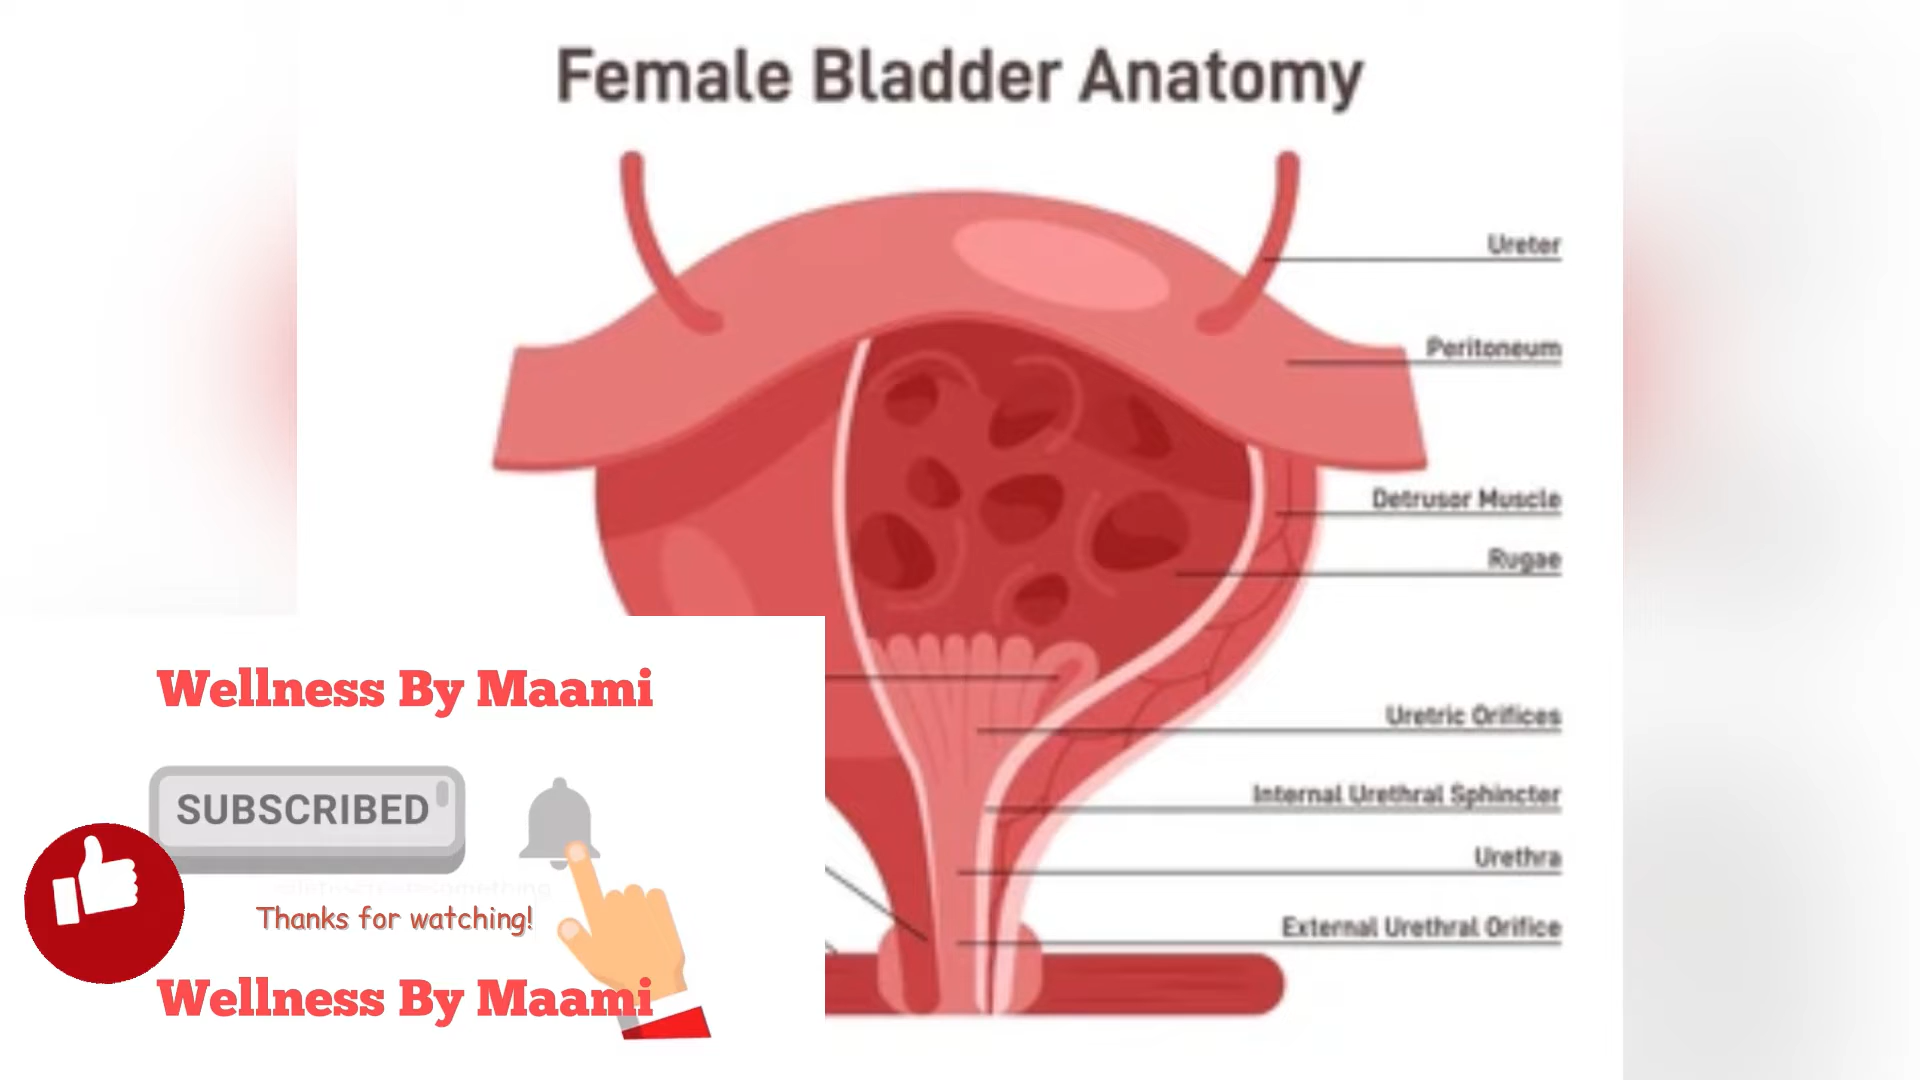 Female Bladder Anatomy
Ureter
Peritoneum
Detrusor Muscle
Rugae
Uretric Orifices
Internal Urethral Sphincter
Urethra
External Urethral Orifice
Wellness By Maami
SUBSCRIBED
Thanks for watching!
Wellness By Maami